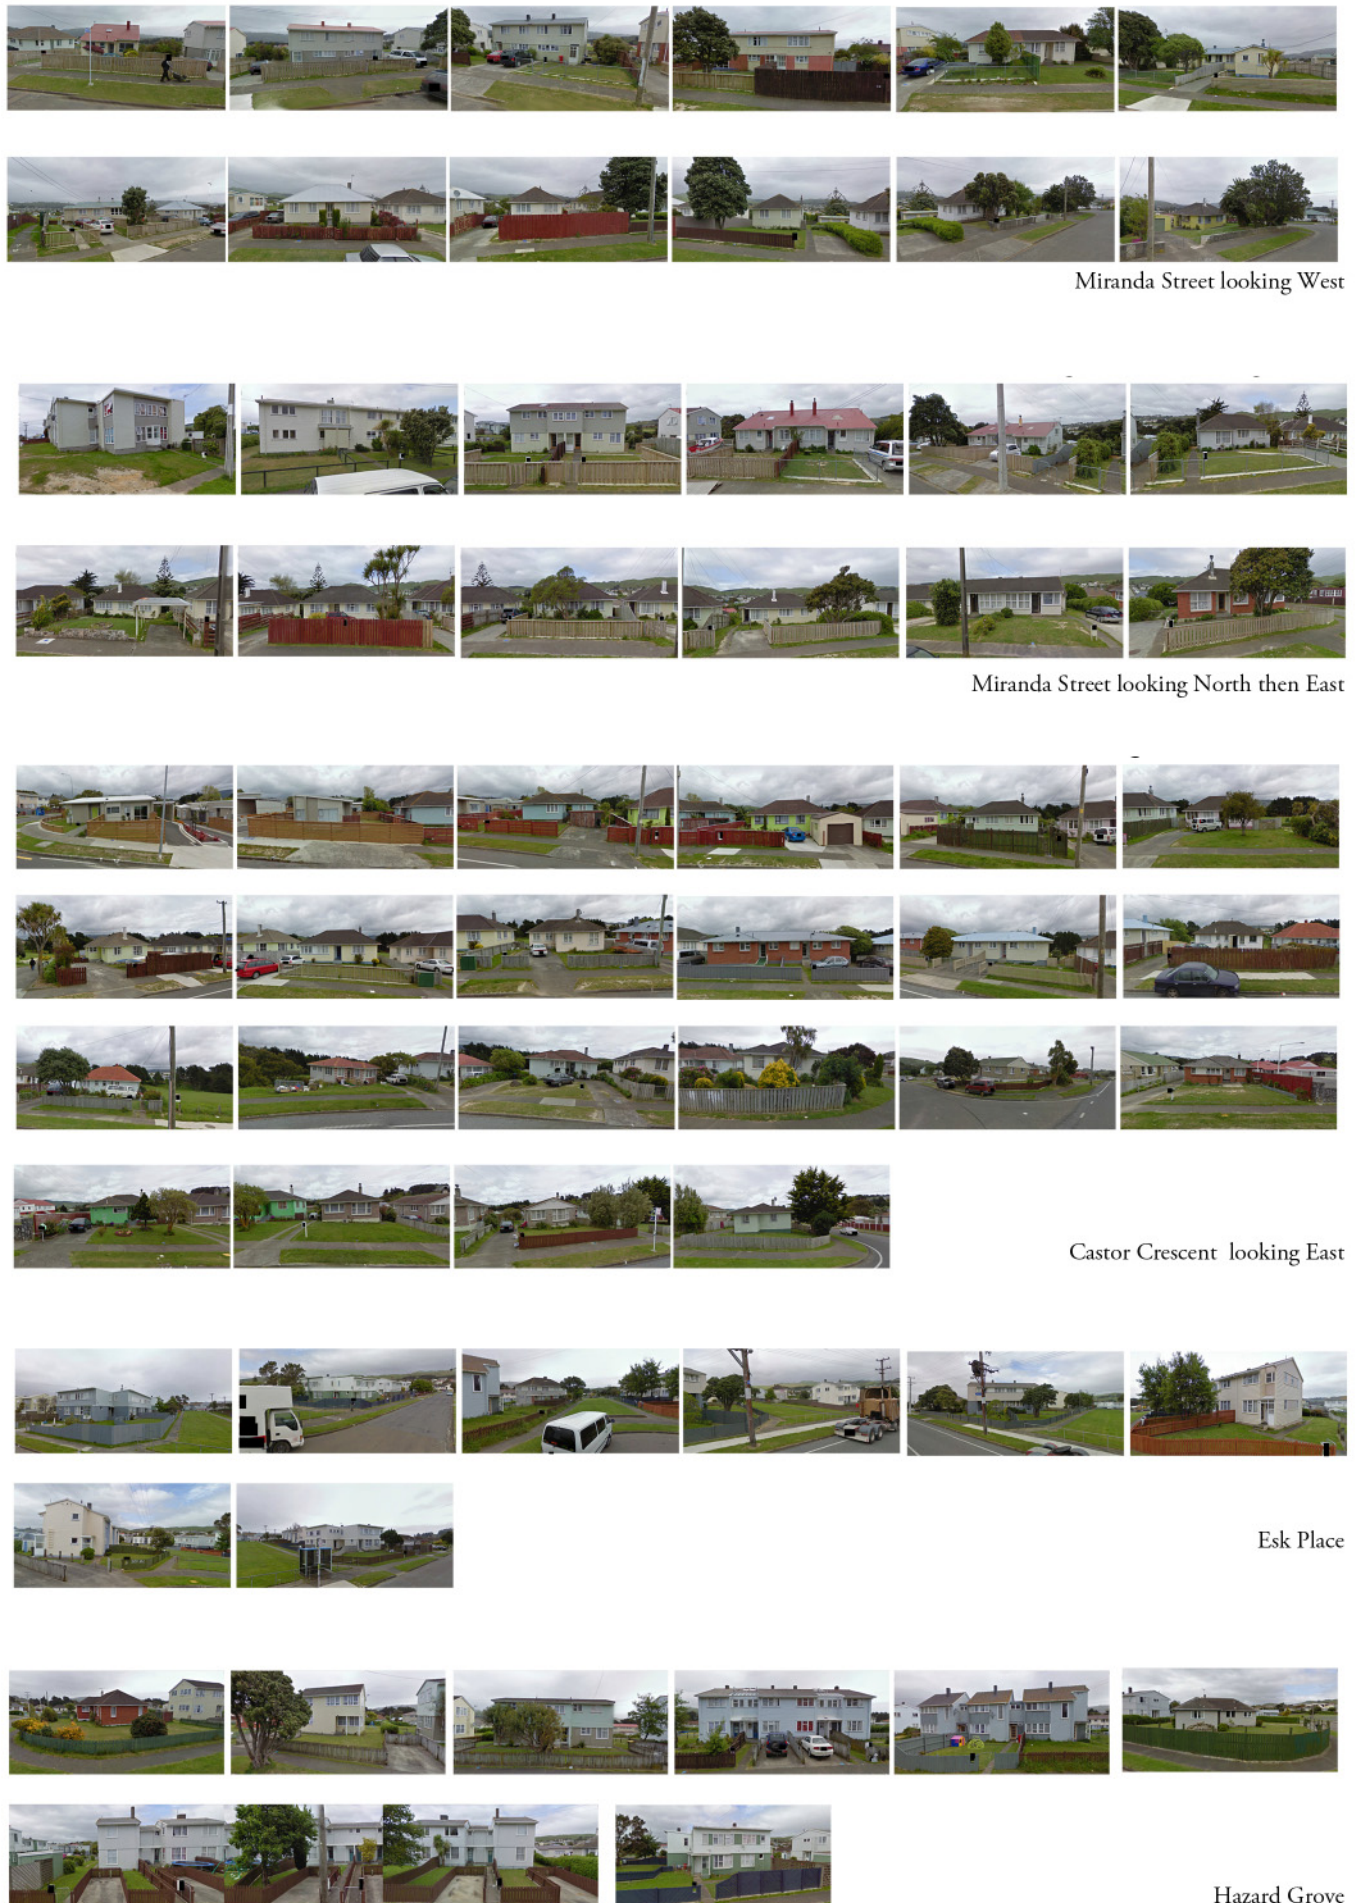 Miranda Street looking West
Miranda Street looking North then East
Castor Crescent looking East
Esk Place
Hazard Grove